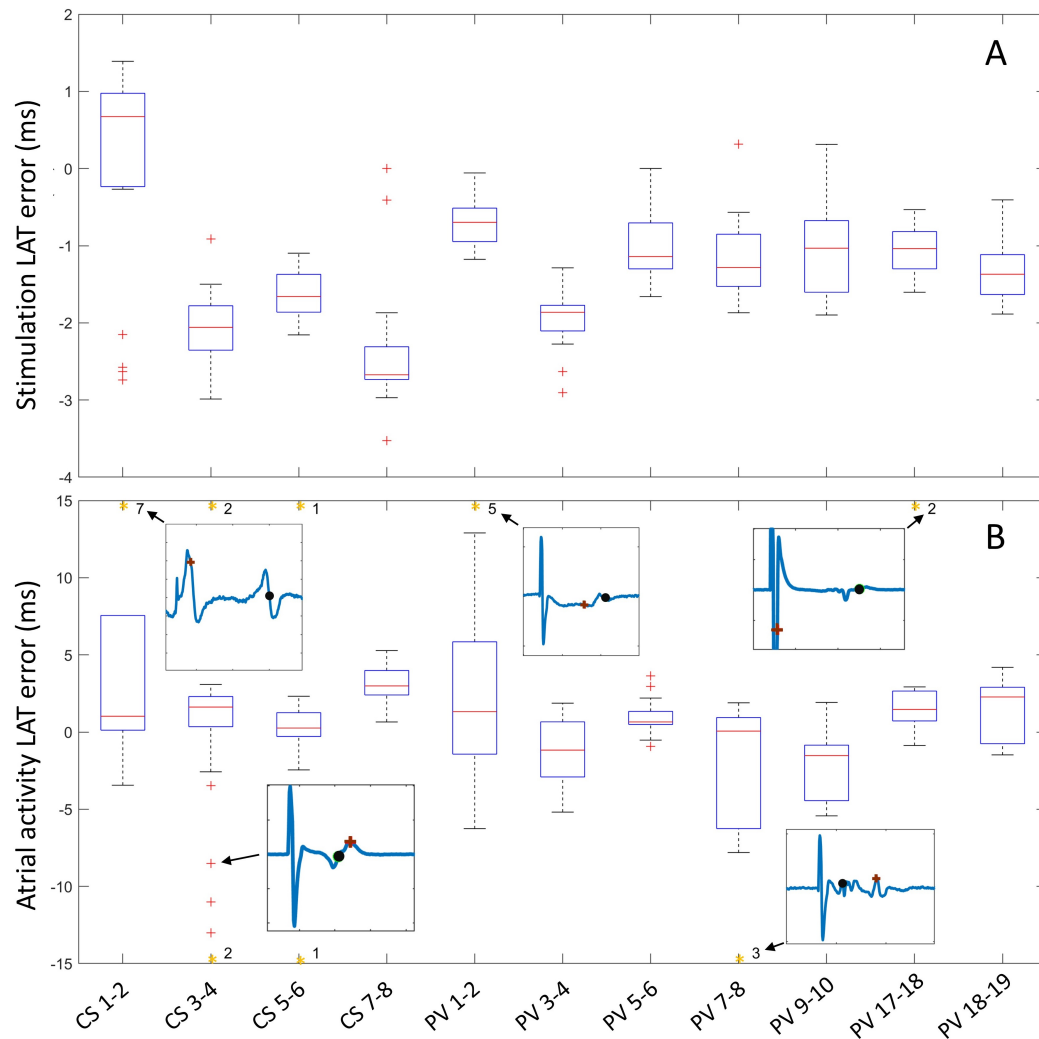 A
Stimulation LAT error (ms)
2
1
0
-1
-2
-3
-4
B
Atrial activity LAT error (ms)
15
10
5
0
-5
-10
-15
7
2
1
5
2
2
1
3
CS 1-2
CS 3-4
CS 5-6
CS 7-8
PV 1-2
PV 3-4
PV 5-6
PV 7-8
PV 9-10
PV 17-18
PV 18-19